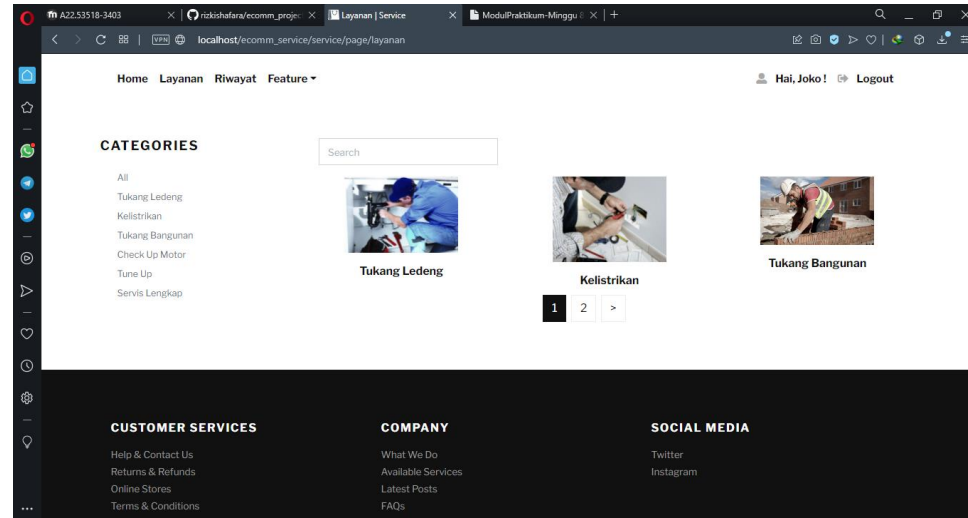 A22.53518-3403
rizkishafara/ecomm_projec
Layanan | Service
ModulPraktikum-Minggu 8
VPN
localhost/ecomm_service/service/page/layanan
Home Layanan Riwayat Feature
Hai, Joko ! Logout
CATEGORIES
All
Tukang Ledeng
Kelistrikan
Tukang Bangunan
Check Up Motor
Tune Up
Servis Lengkap
Search
Tukang Ledeng
Kelistrikan
Tukang Bangunan
1 2 >
CUSTOMER SERVICES
Help & Contact Us
Returns & Refunds
Online Stores
Terms & Conditions
COMPANY
What We Do
Available Services
Latest Posts
FAQs
SOCIAL MEDIA
Twitter
Instagram